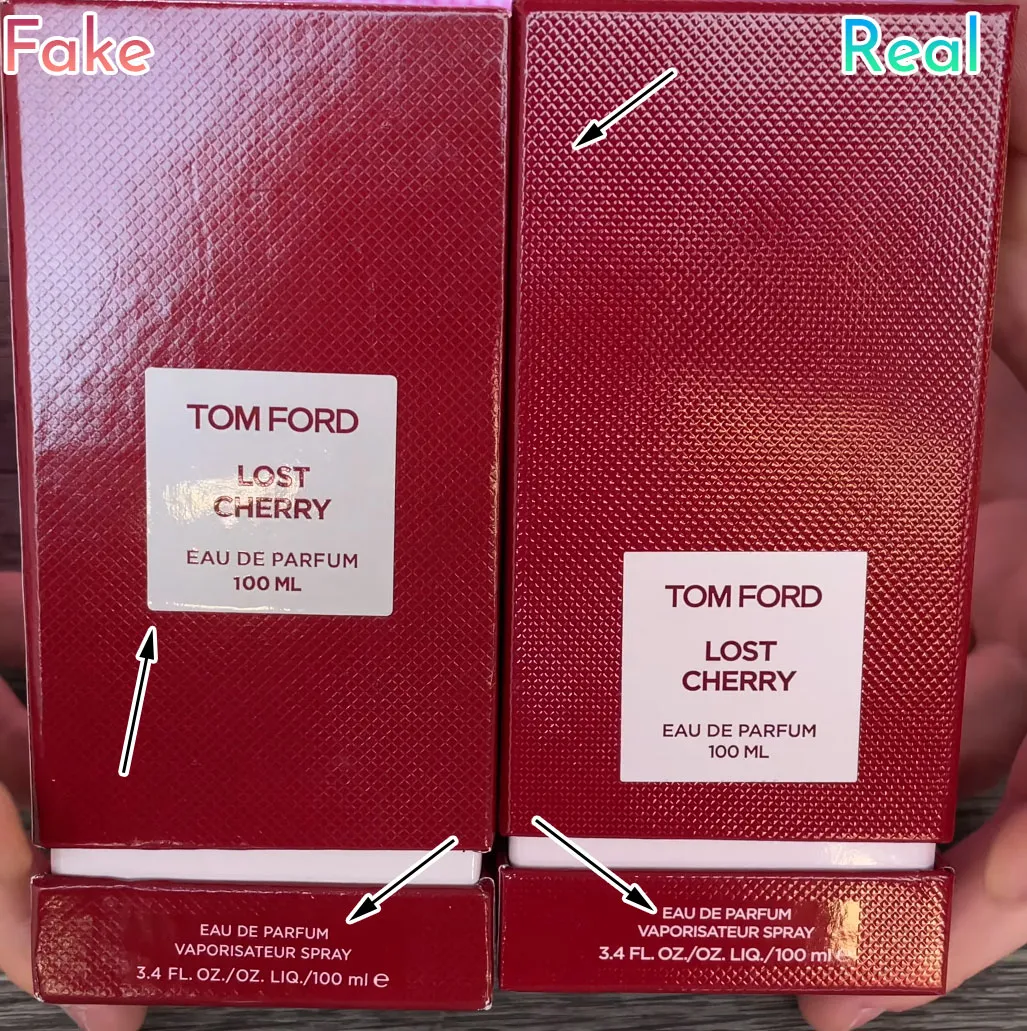 Fake
Real
TOM FORD
LOST
CHERRY
EAU DE PARFUM
100 ML
TOM FORD
LOST
CHERRY
EAU DE PARFUM
100 ML
EAU DE PARFUM
VAPORISATEUR SPRAY
3.4 FL. OZ./OZ. LIQ./100 ml ℮
EAU DE PARFUM
VAPORISATEUR SPRAY
3.4 FL. OZ./OZ. LIQ./100 ml ℮